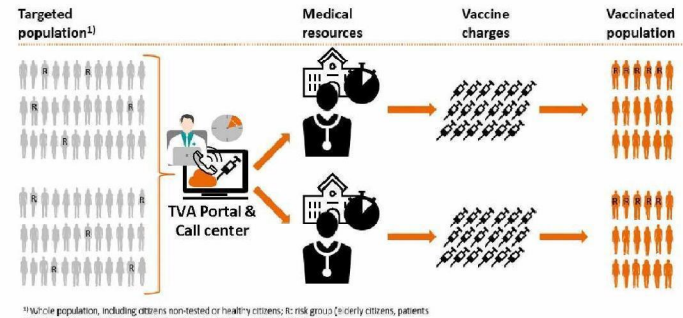 Targeted
population1)
Medical
resources
Vaccine
charges
Vaccinated
population
R R
R R
R
R R
R
R R
TVA Portal &
Call center
R R R R R
R R R R R
1) Whole population, including citizens non-tested or healthy citizens; R: risk group (elderly citizens, patients